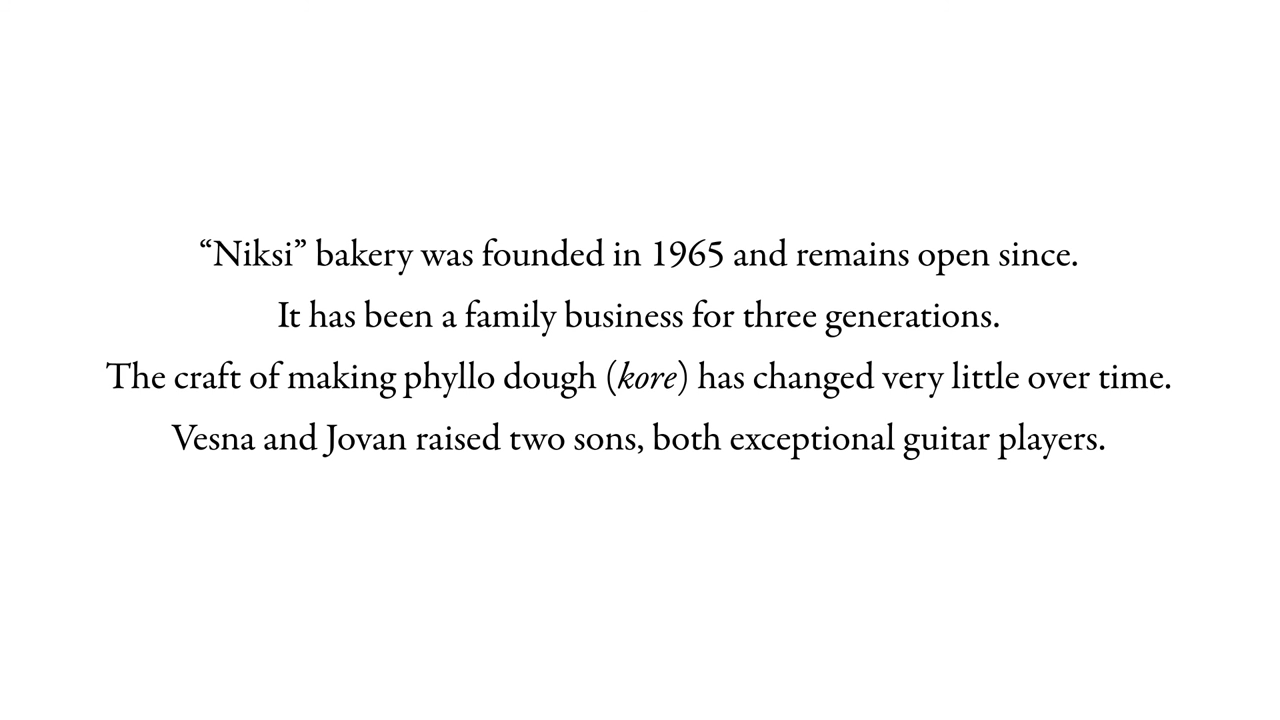 “Niksi” bakery was founded in 1965 and remains open since.
It has been a family business for three generations.
The craft of making phyllo dough (kore) has changed very little over time.
Vesna and Jovan raised two sons, both exceptional guitar players.